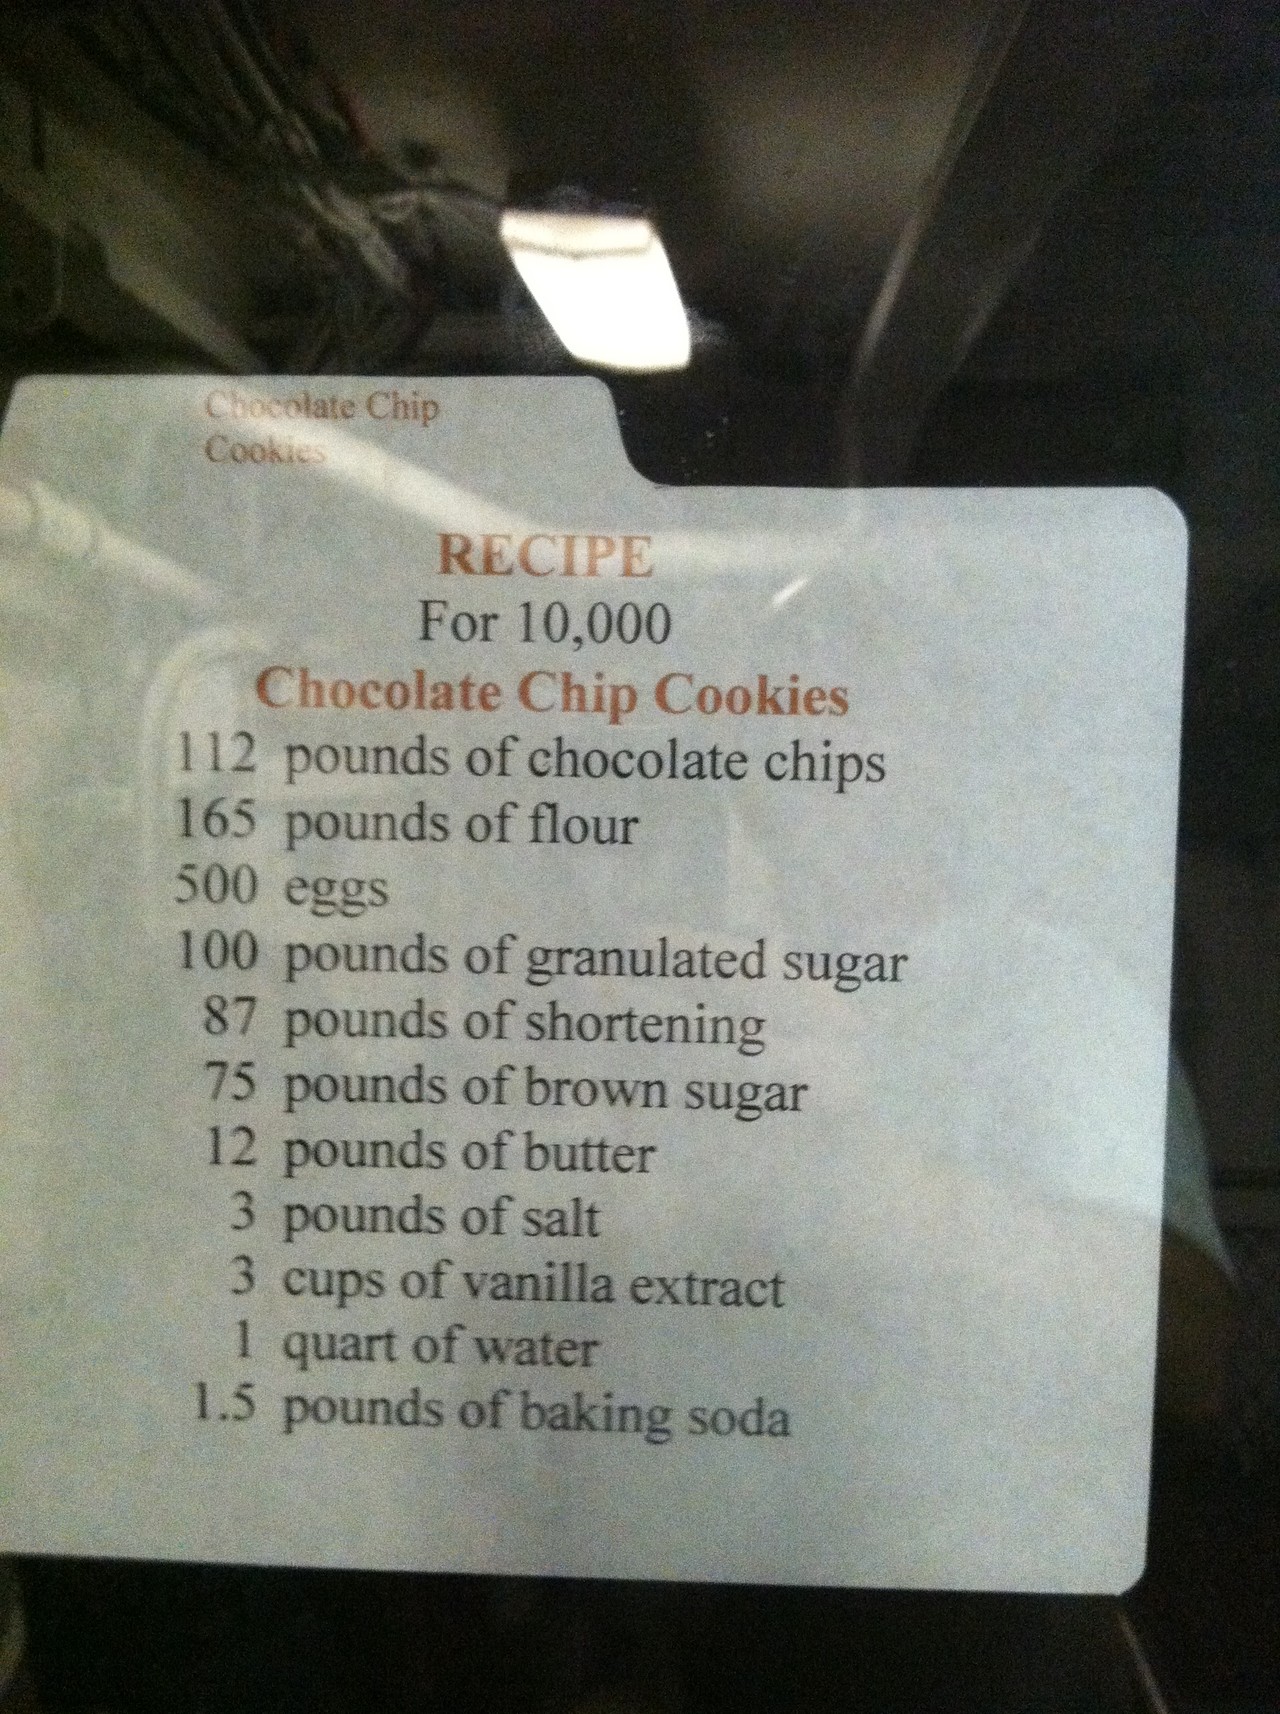 Chocolate Chip
Cookies
RECIPE
For 10,000
Chocolate Chip Cookies
112 pounds of chocolate chips
165 pounds of flour
500 eggs
100 pounds of granulated sugar
87 pounds of shortening
75 pounds of brown sugar
12 pounds of butter
3 pounds of salt
3 cups of vanilla extract
1 quart of water
1.5 pounds of baking soda